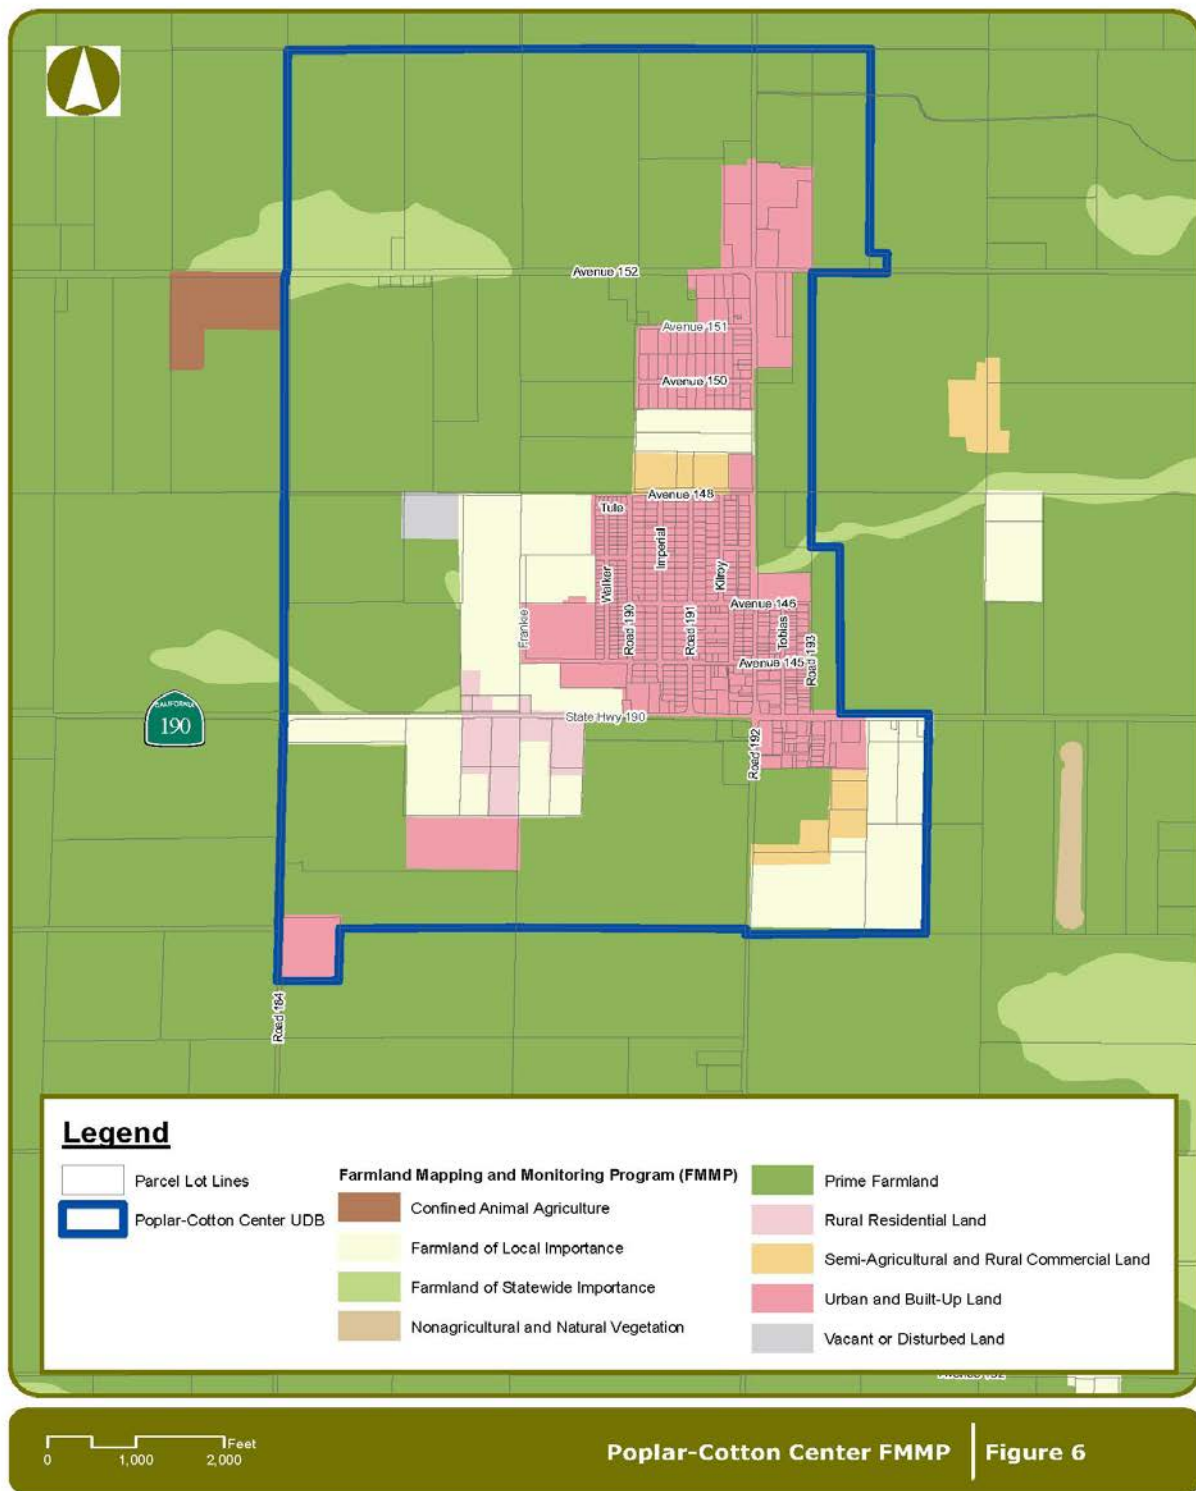 Avenue 152
Avenue 151
Avenue 150
Avenue 148
Tule
Imperial
Walker
Kilroy
Avenue 146
Frankie
Road 190
Road 191
Tobias
Road 193
Avenue 145
CALIFORNIA
190
State Hwy 190
Road 192
Road 184
Legend
Parcel Lot Lines
Poplar-Cotton Center UDB
Farmland Mapping and Monitoring Program (FMMP)
Confined Animal Agriculture
Farmland of Local Importance
Farmland of Statewide Importance
Nonagricultural and Natural Vegetation
Prime Farmland
Rural Residential Land
Semi-Agricultural and Rural Commercial Land
Urban and Built-Up Land
Vacant or Disturbed Land
Feet
0 1,000 2,000
Poplar-Cotton Center FMMP
Figure 6